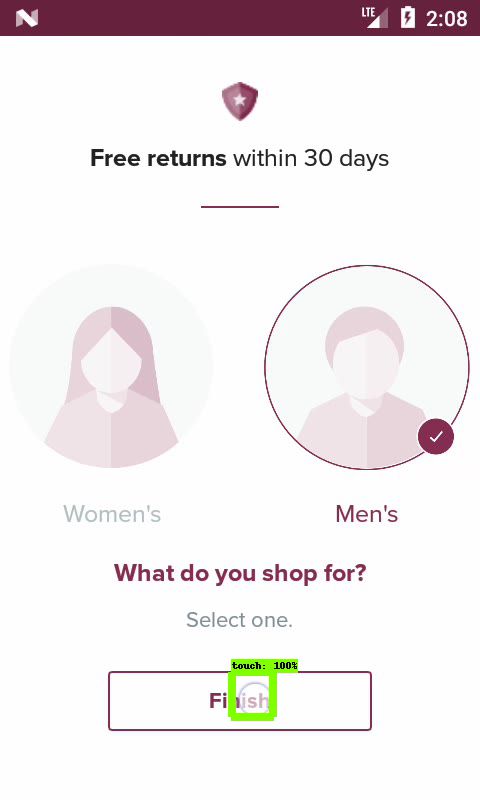 LTE 2:08
Free returns within 30 days
Women's
Men's
What do you shop for?
Select one.
touch: 100%
Finish